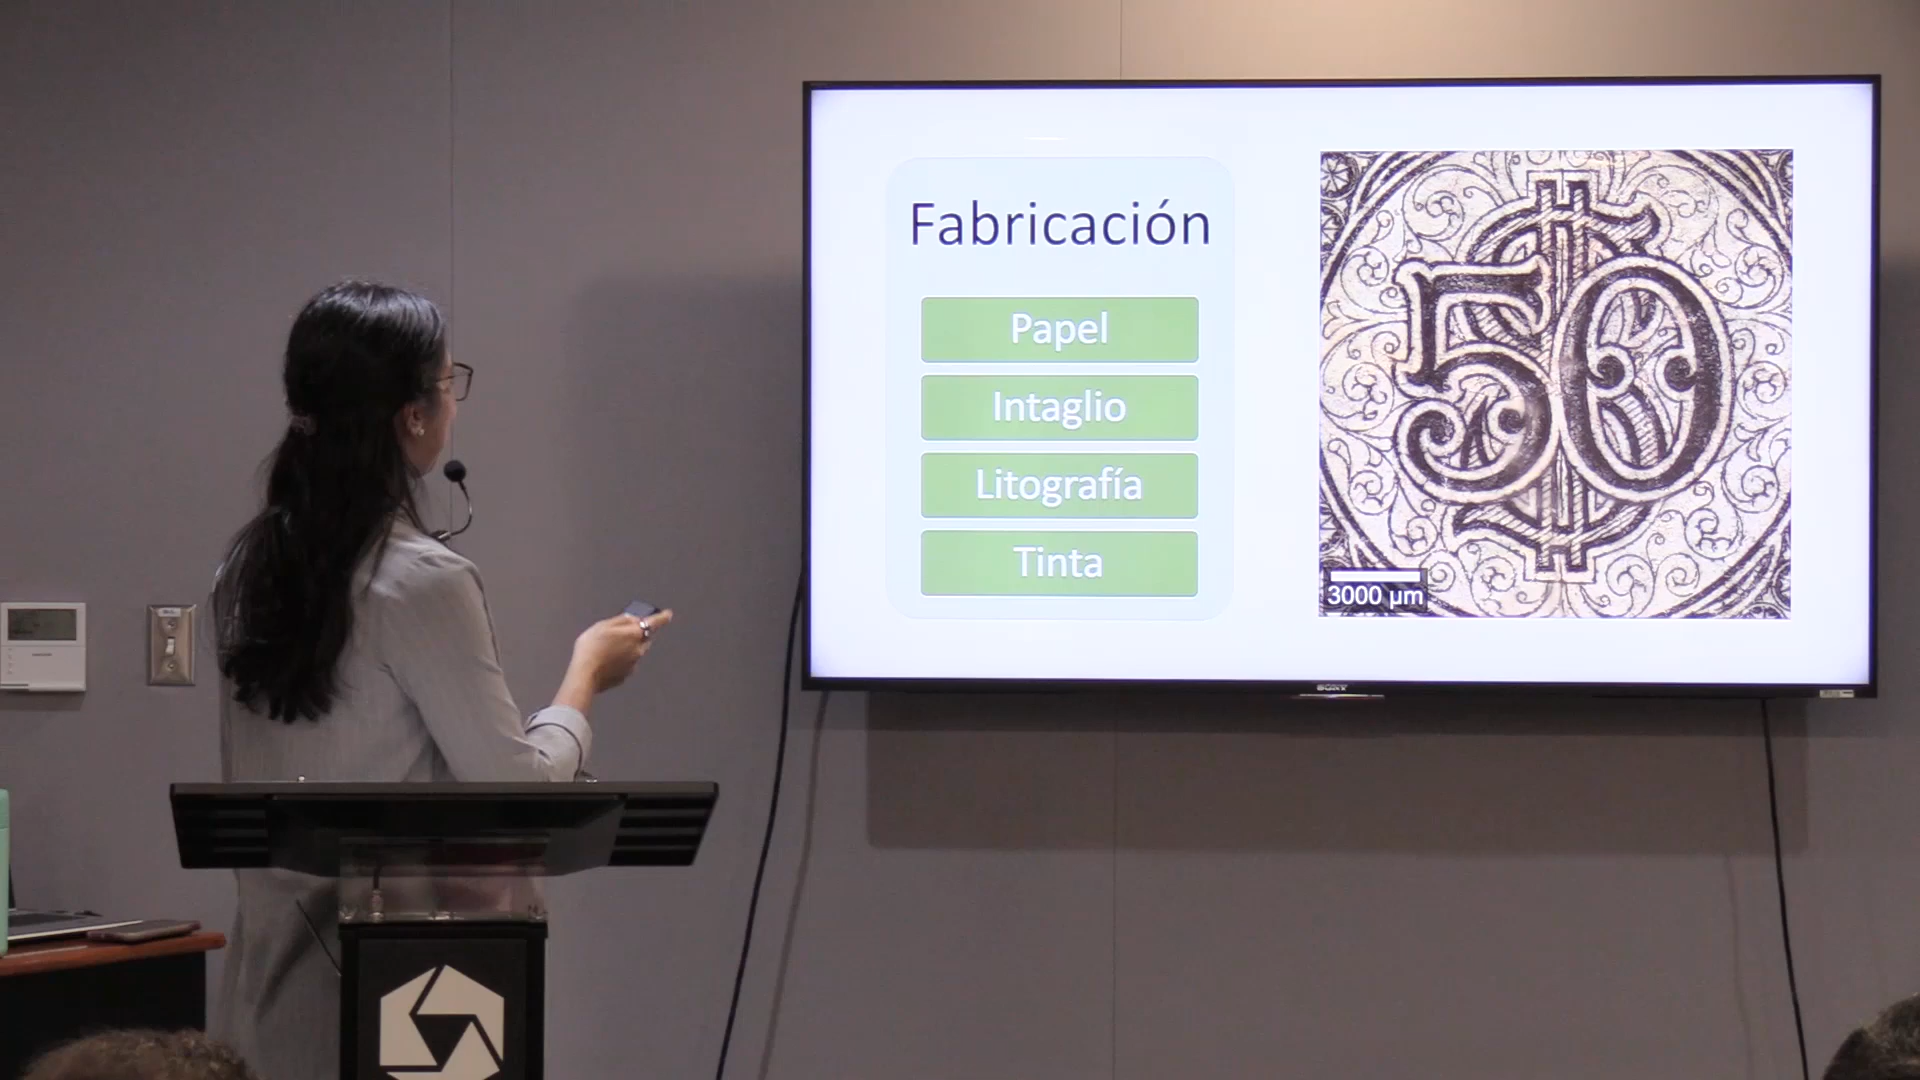 Fabricación
Papel
Intaglio
Litografía
Tinta
$50
3000 µm
SONY